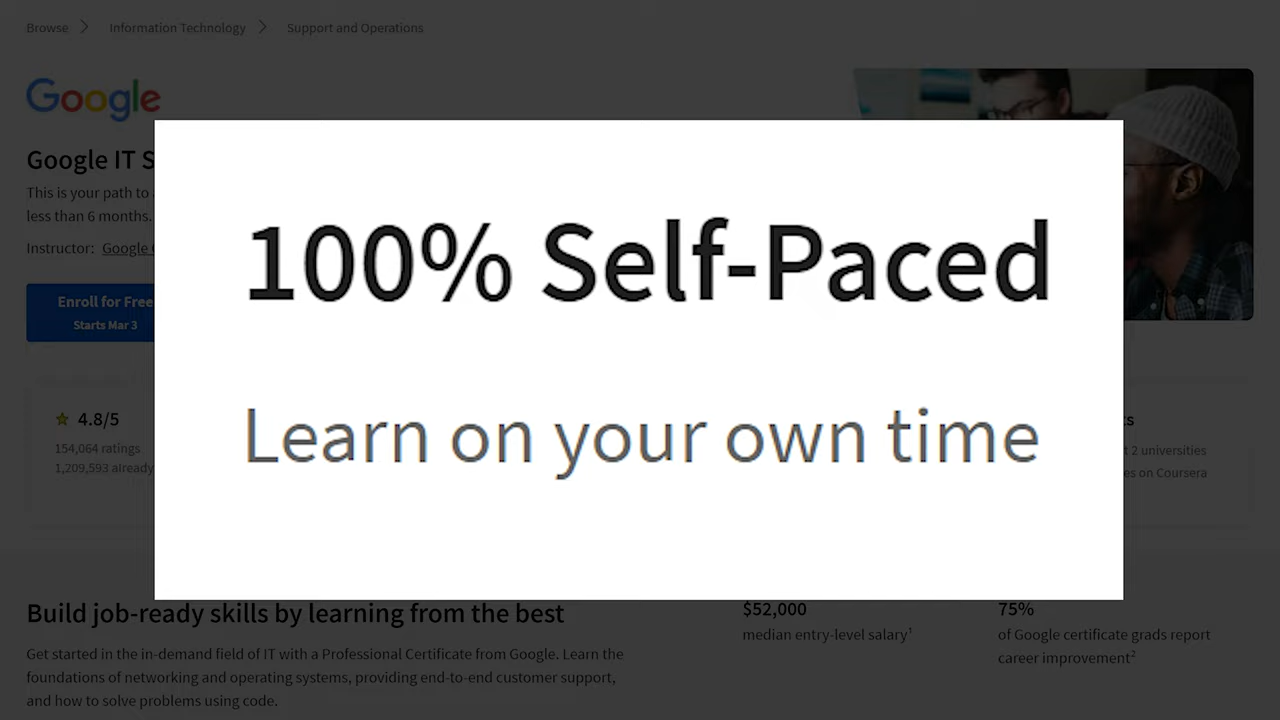 Browse
Information Technology
Support and Operations
Google
Google IT S
This is your path to
less than 6 months.
Instructor: Google
Enroll for Free
Starts Mar 3
100% Self-Paced
Learn on your own time
4.8/5
154,064 ratings
1,209,593 already
2 universities
on Coursera
Build job-ready skills by learning from the best
Get started in the in-demand field of IT with a Professional Certificate from Google. Learn the
foundations of networking and operating systems, providing end-to-end customer support,
and how to solve problems using code.
$52,000
median entry-level salary¹
75%
of Google certificate grads report
career improvement²